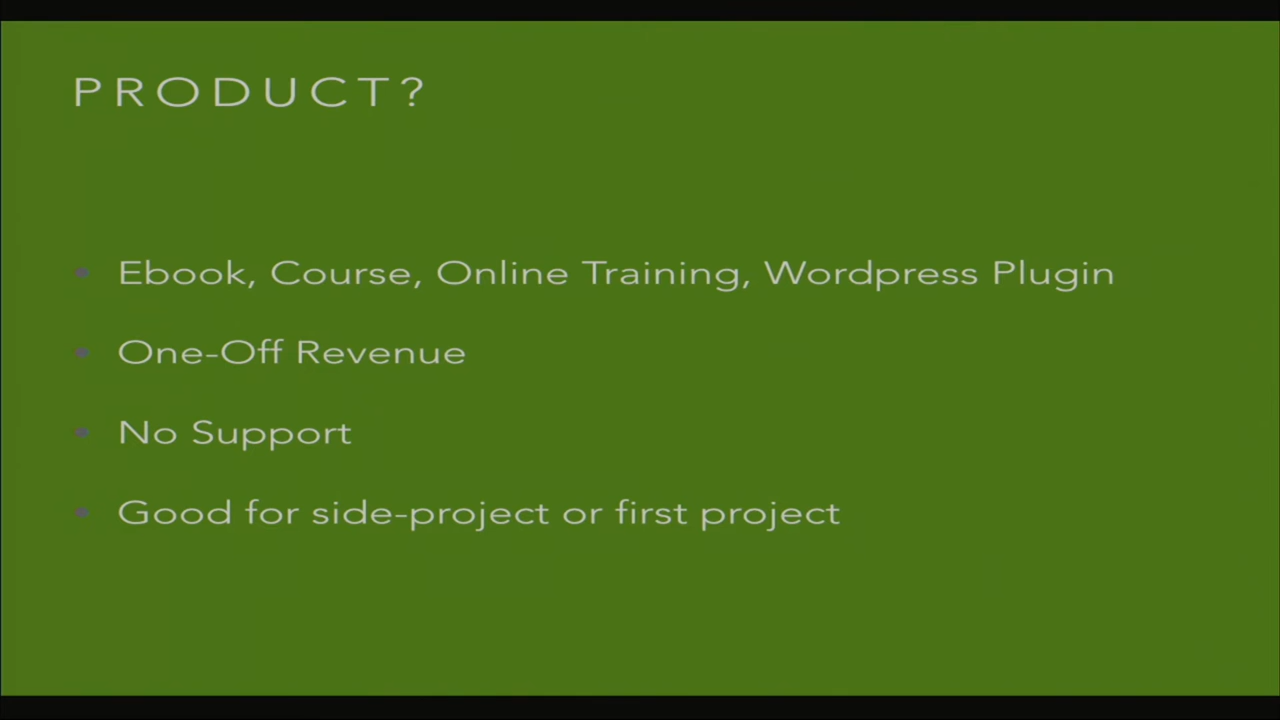 PRODUCT?
Ebook, Course, Online Training, Wordpress Plugin
One-Off Revenue
No Support
Good for side-project or first project